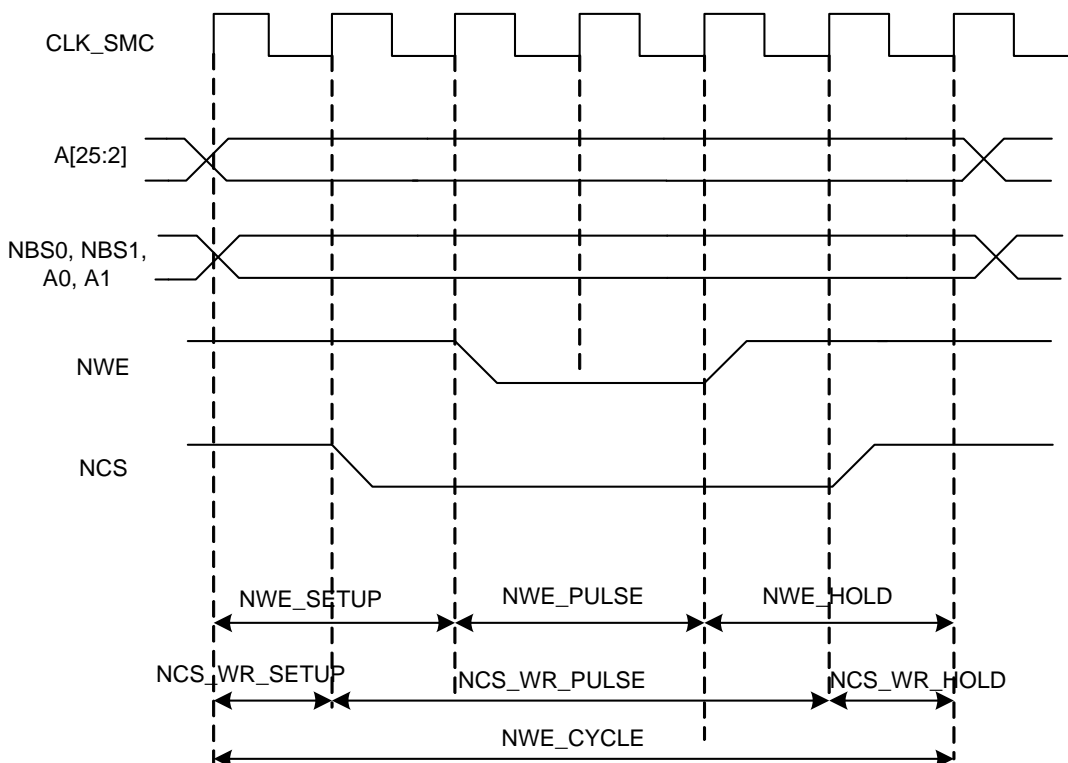 CLK_SMC
A[25:2]
NBS0, NBS1,
A0, A1
NWE
NCS
NWE_SETUP
NWE_PULSE
NWE_HOLD
NCS_WR_SETUP
NCS_WR_PULSE
NCS_WR_HOLD
NWE_CYCLE